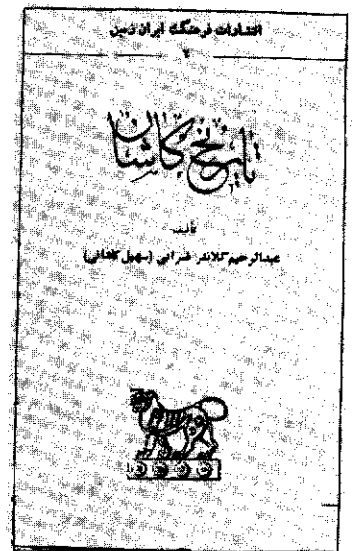 انتشارات فرهنگ ایران زمین
۷
تاریخ کاشان
تألیف
عبدالرحیم کلانتر ضرابی (سهیل کاشانی)